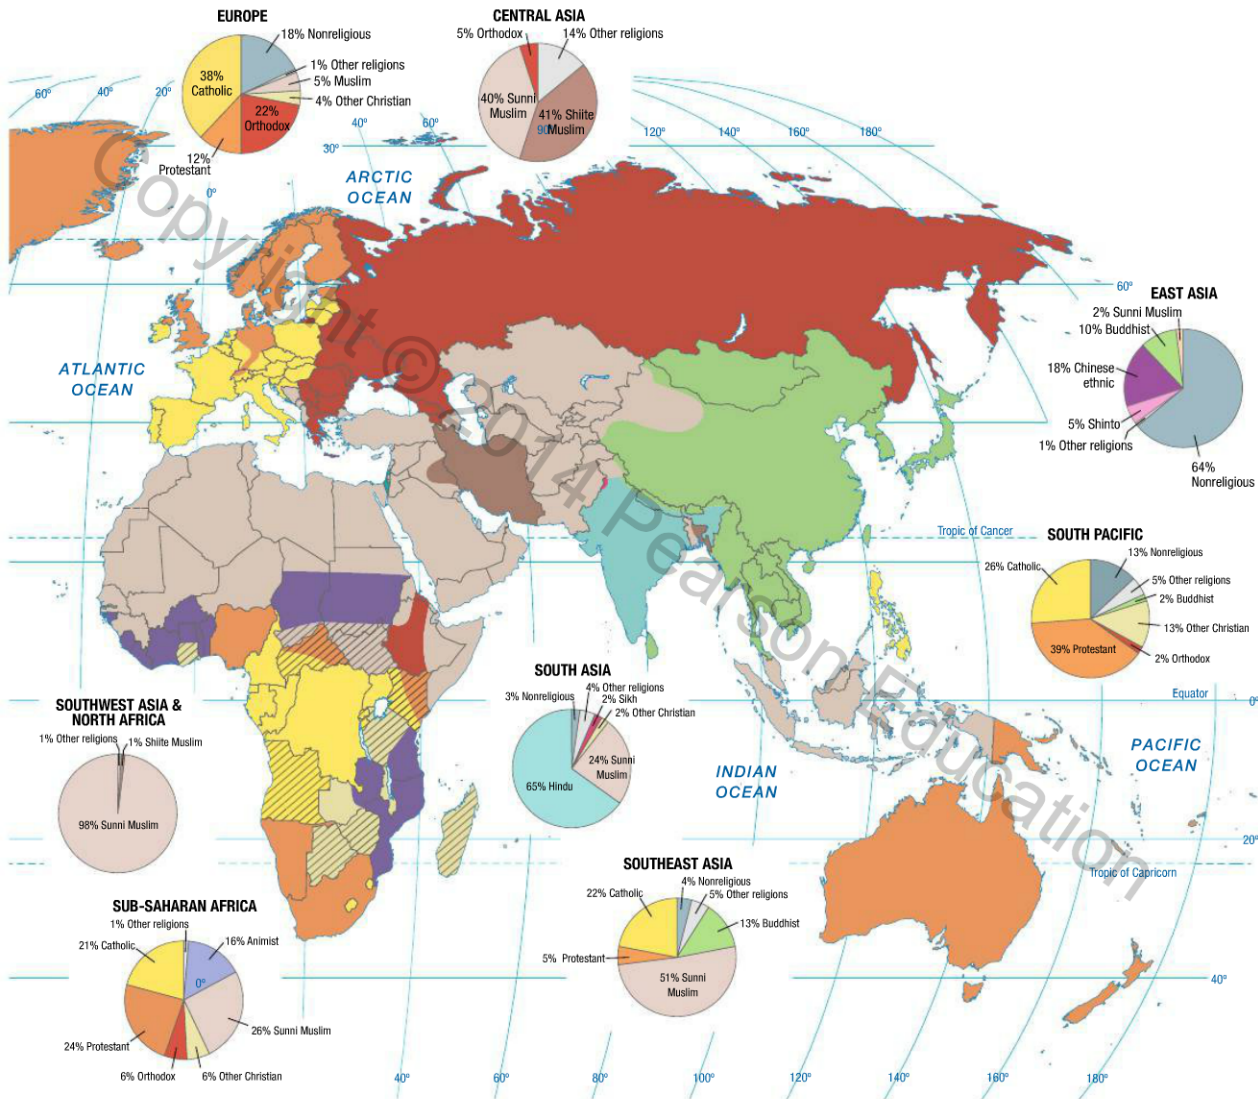 EUROPE
18% Nonreligious
1% Other religions
5% Muslim
4% Other Christian
22%
Orthodox
12%
Protestant
38%
Catholic
CENTRAL ASIA
5% Orthodox
14% Other religions
40% Sunni
Muslim
41% Shiite
Muslim
90°
60°
40°
20°
0°
40°
60°
30°
120°
140°
160°
180°
ARCTIC
OCEAN
60°
EAST ASIA
2% Sunni Muslim
10% Buddhist
18% Chinese
ethnic
5% Shinto
1% Other religions
64%
Nonreligious
ATLANTIC
OCEAN
Tropic of Cancer
SOUTH PACIFIC
26% Catholic
13% Nonreligious
5% Other religions
2% Buddhist
13% Other Christian
2% Orthodox
39% Protestant
Equator
0°
SOUTH ASIA
3% Nonreligious
4% Other religions
2% Sikh
2% Other Christian
24% Sunni
Muslim
65% Hindu
SOUTHWEST ASIA &
NORTH AFRICA
1% Other religions
1% Shiite Muslim
98% Sunni Muslim
INDIAN
OCEAN
PACIFIC
OCEAN
20°
Tropic of Capricorn
SOUTHEAST ASIA
22% Catholic
4% Nonreligious
5% Other religions
13% Buddhist
5% Protestant
51% Sunni
Muslim
SUB-SAHARAN AFRICA
1% Other religions
21% Catholic
16% Animist
0°
26% Sunni Muslim
24% Protestant
6% Orthodox
6% Other Christian
40°
40°
60°
80°
100°
120°
140°
160°
180°
Copyright © 2014 Pearson Education